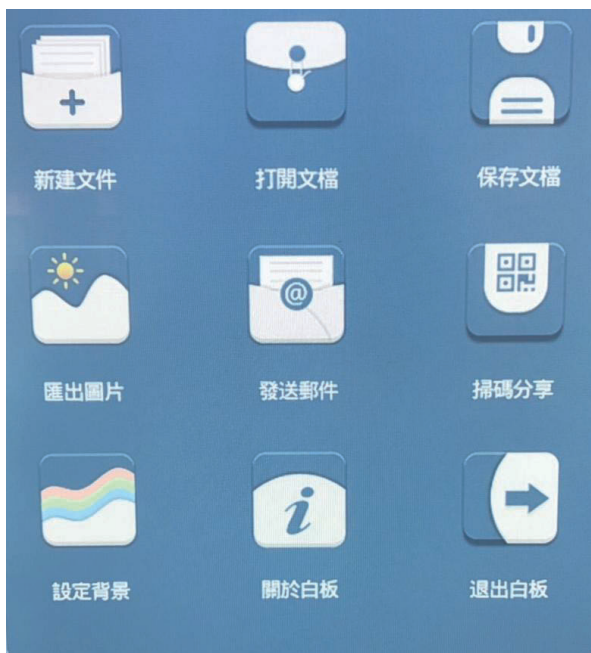 新建文件
打開文檔
保存文檔
匯出圖片
發送郵件
掃碼分享
設定背景
關於白板
退出白板